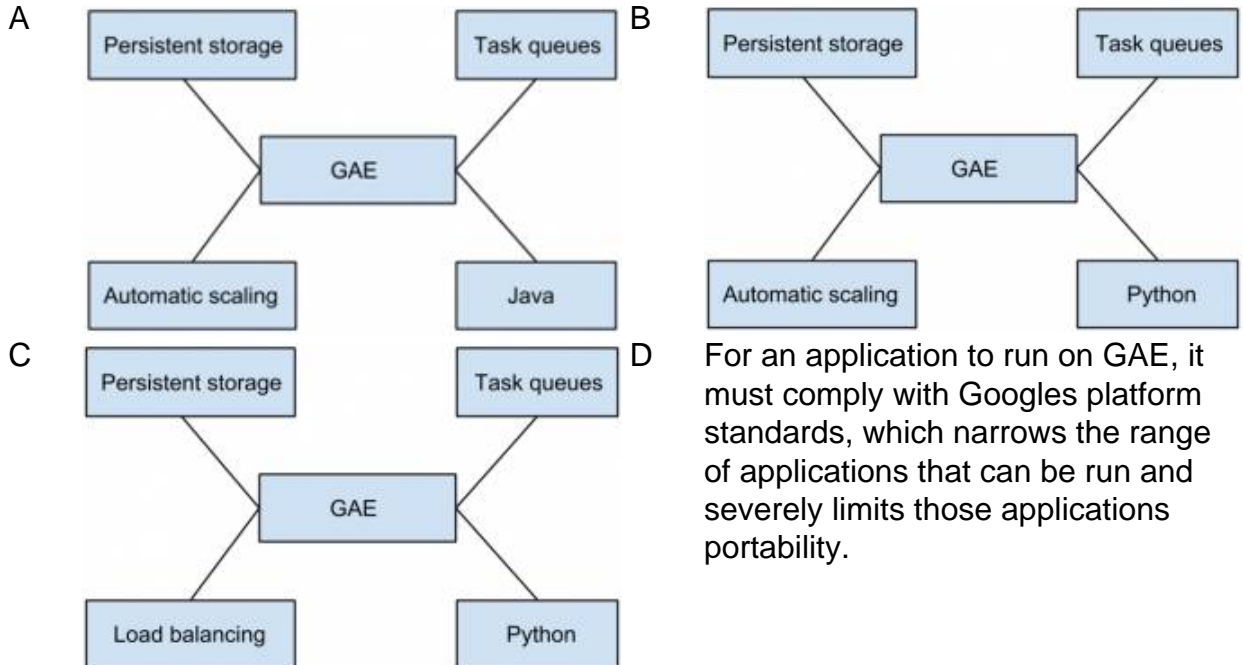 A
Persistent storage
Task queues
GAE
Automatic scaling
Java
B
Persistent storage
Task queues
GAE
Automatic scaling
Python
C
Persistent storage
Task queues
GAE
Load balancing
Python
D
For an application to run on GAE, it
must comply with Googles platform
standards, which narrows the range
of applications that can be run and
severely limits those applications
portability.